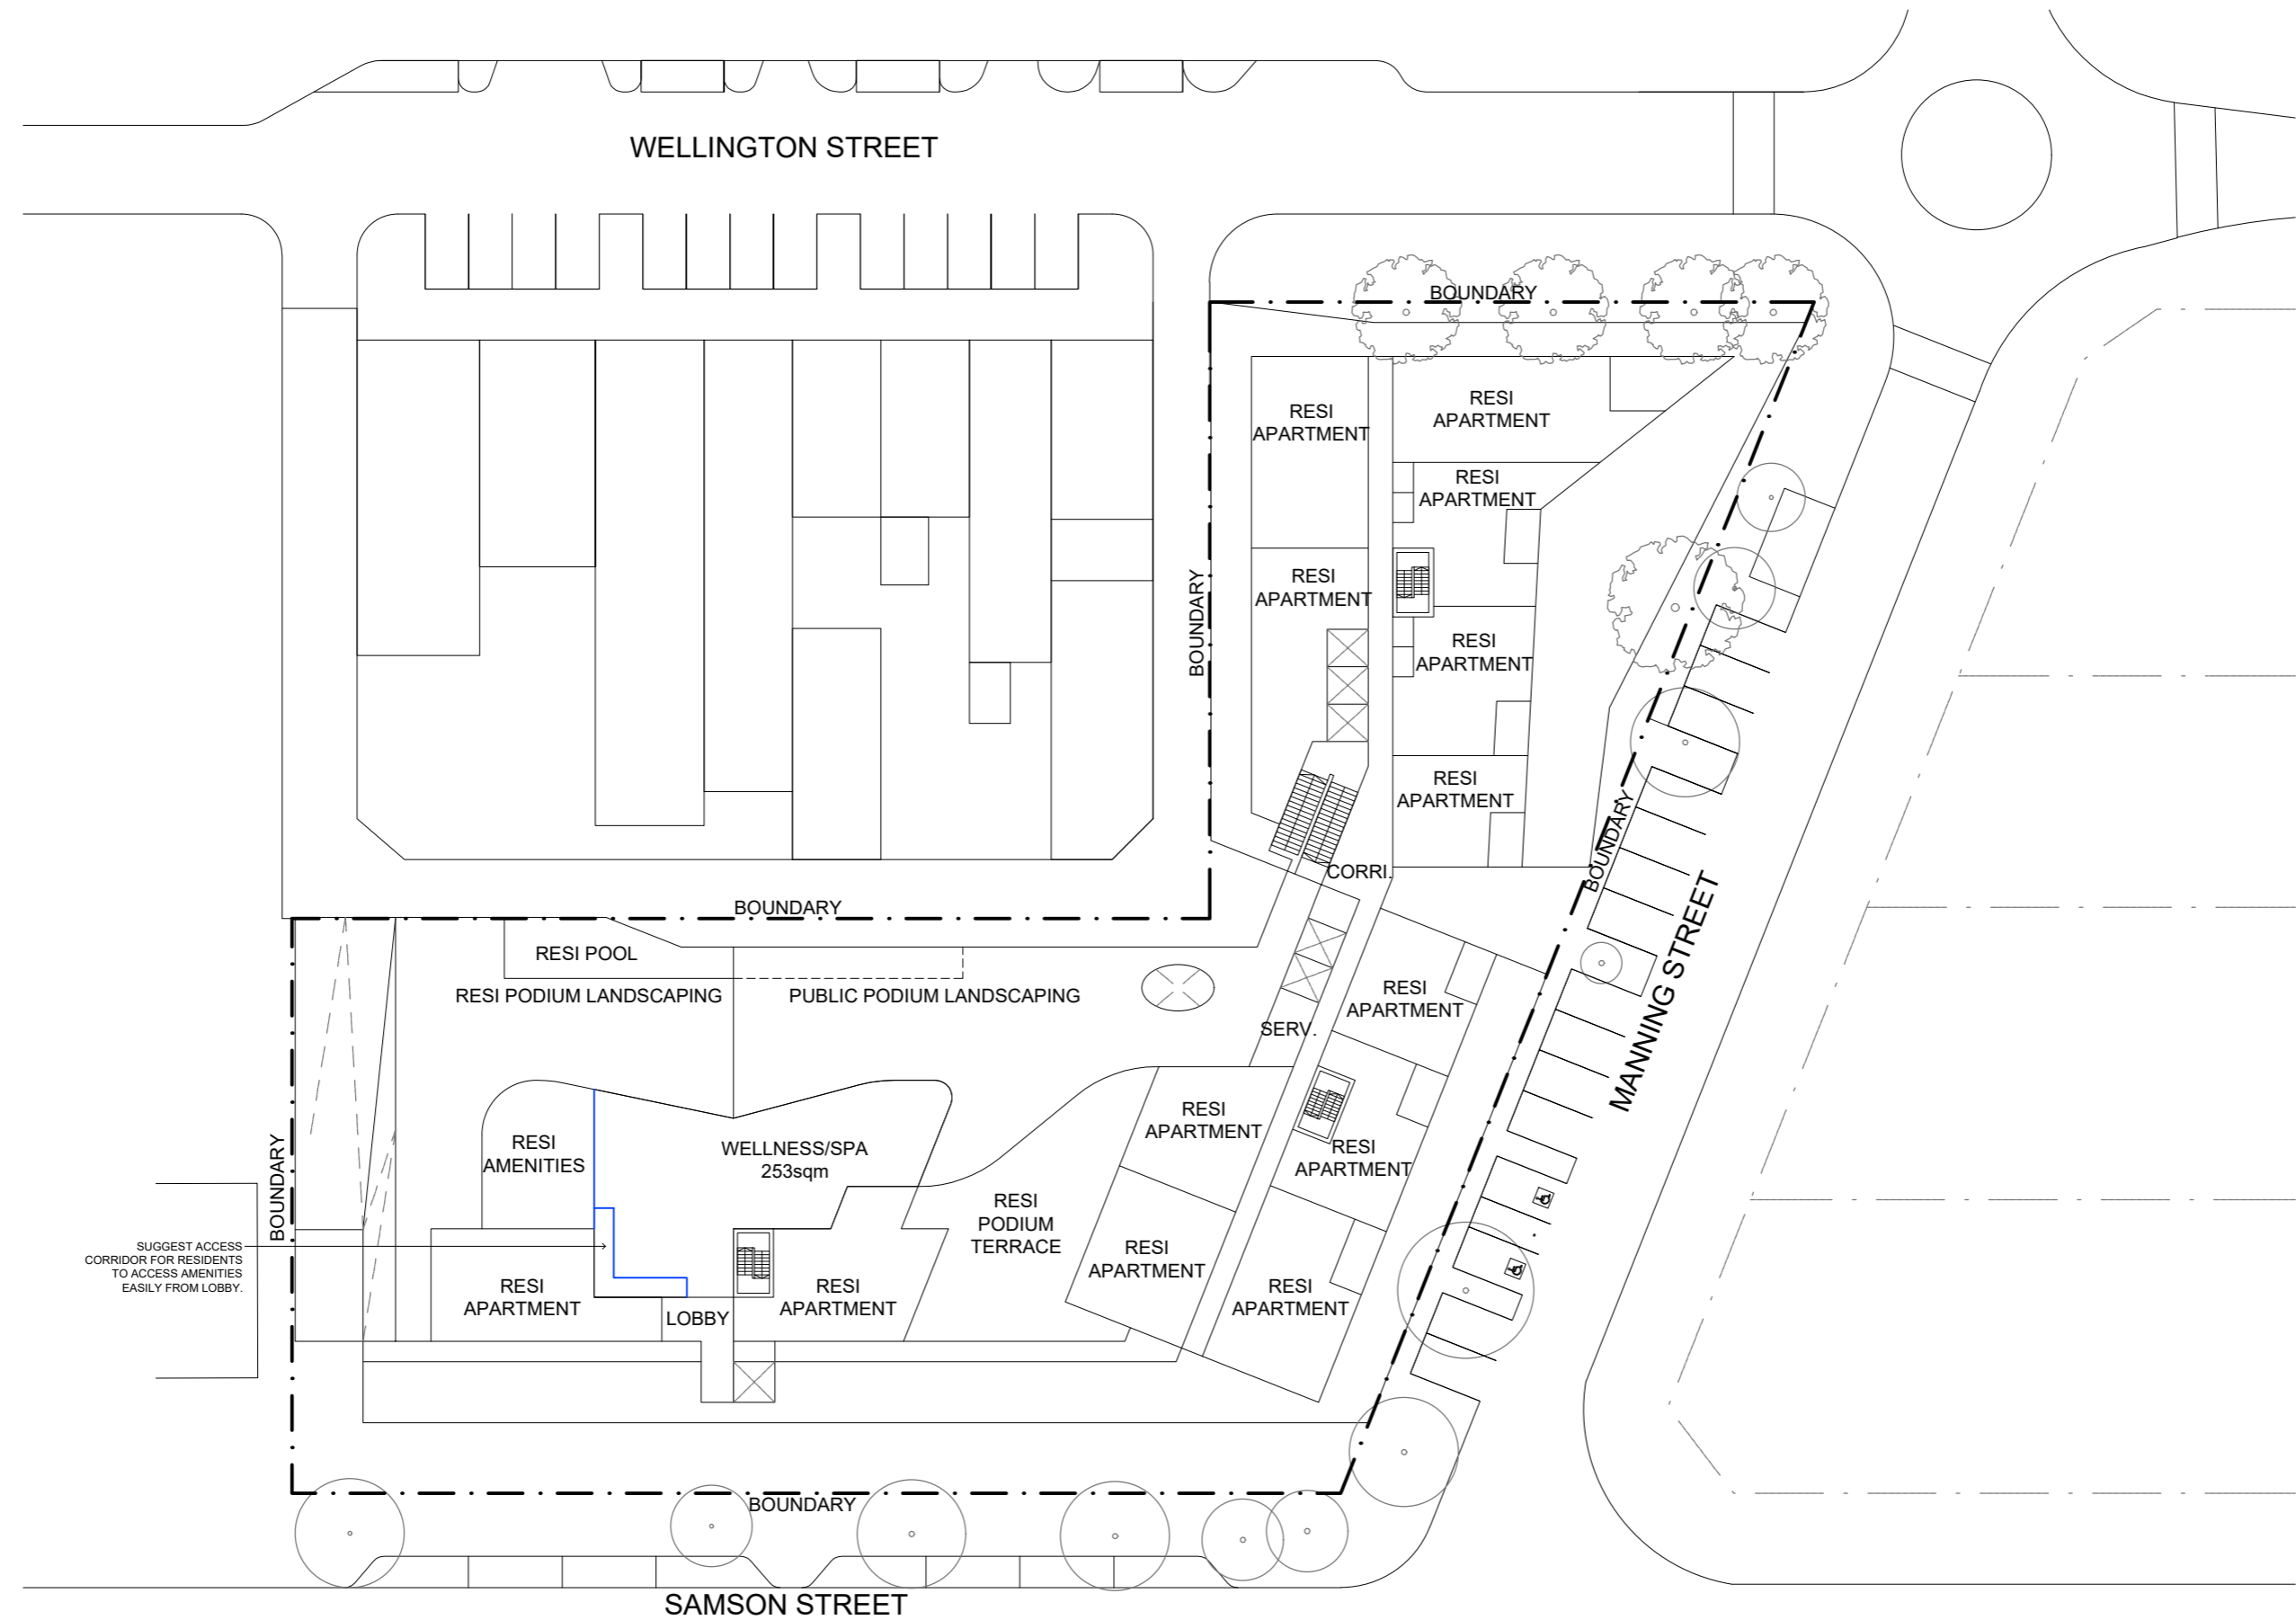 WELLINGTON STREET
BOUNDARY
RESI
APARTMENT
RESI
APARTMENT
RESI
APARTMENT
RESI
APARTMENT
BOUNDARY
RESI
APARTMENT
RESI
APARTMENT
BOUNDARY
CORRI.
MANNING STREET
BOUNDARY
RESI POOL
RESI PODIUM LANDSCAPING
PUBLIC PODIUM LANDSCAPING
RESI
APARTMENT
SERV.
RESI
APARTMENT
RESI
APARTMENT
BOUNDARY
RESI
AMENITIES
WELLNESS/SPA
253sqm
RESI
PODIUM
TERRACE
RESI
APARTMENT
SUGGEST ACCESS
CORRIDOR FOR RESIDENTS
TO ACCESS AMENITIES
EASILY FROM LOBBY.
RESI
APARTMENT
LOBBY
RESI
APARTMENT
RESI
APARTMENT
BOUNDARY
SAMSON STREET